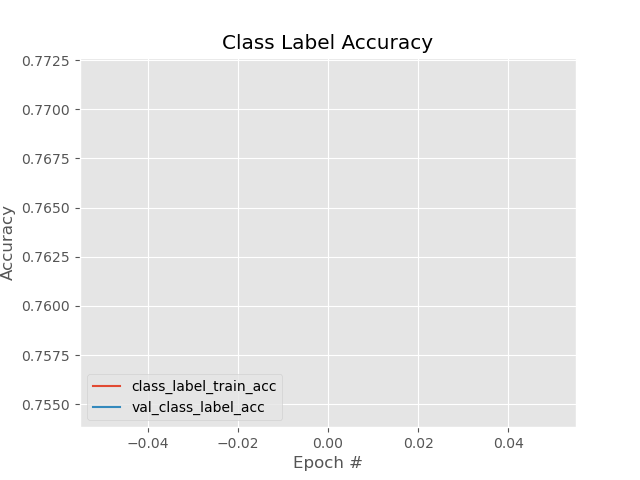 Class Label Accuracy
0.7725
0.7700
0.7675
0.7650
0.7625
0.7600
0.7575
0.7550
Accuracy
class_label_train_acc
val_class_label_acc
−0.04 −0.02 0.00 0.02 0.04
Epoch #